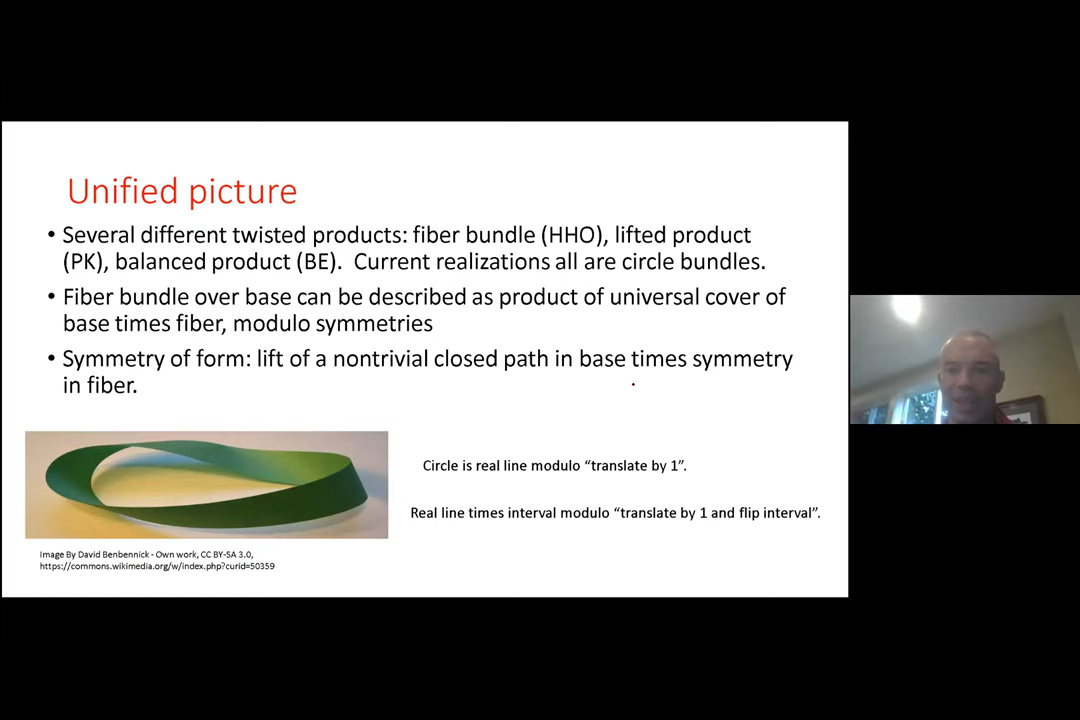 Unified picture
• Several different twisted products: fiber bundle (HHO), lifted product
(PK), balanced product (BE).  Current realizations all are circle bundles.
• Fiber bundle over base can be described as product of universal cover of
base times fiber, modulo symmetries
• Symmetry of form: lift of a nontrivial closed path in base times symmetry
in fiber.
Circle is real line modulo “translate by 1”.
Real line times interval modulo “translate by 1 and flip interval”.
Image By David Benbennick - Own work, CC BY-SA 3.0,
https://commons.wikimedia.org/w/index.php?curid=50359